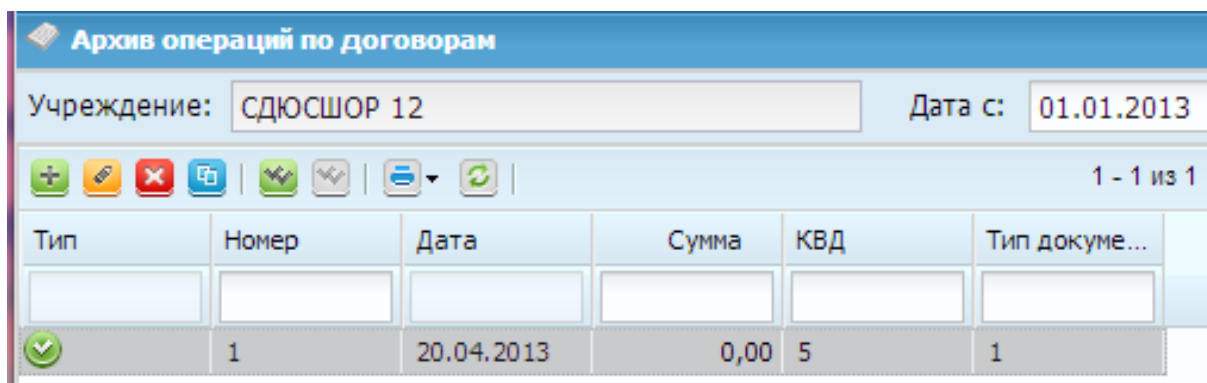 Архив операций по договорам
Учреждение: СДЮСШОР 12 Дата с: 01.01.2013
1 - 1 из 1
Тип Номер Дата Сумма КВД Тип докуме...
1 20.04.2013 0,00 5 1